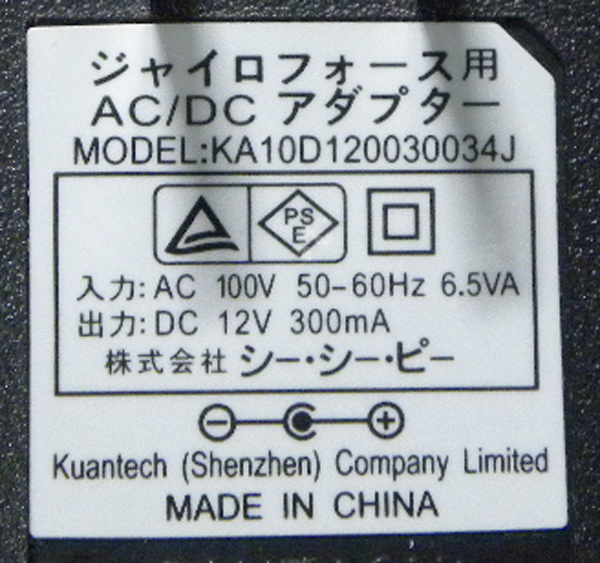 ジャイロフォース用
AC/DC アダプター
MODEL:KA10D120030034J
PS
E
入力: AC 100V 50-60Hz 6.5VA
出力: DC 12V 300mA
株式会社 シー・シー・ピー
Kuantech (Shenzhen) Company Limited
MADE IN CHINA